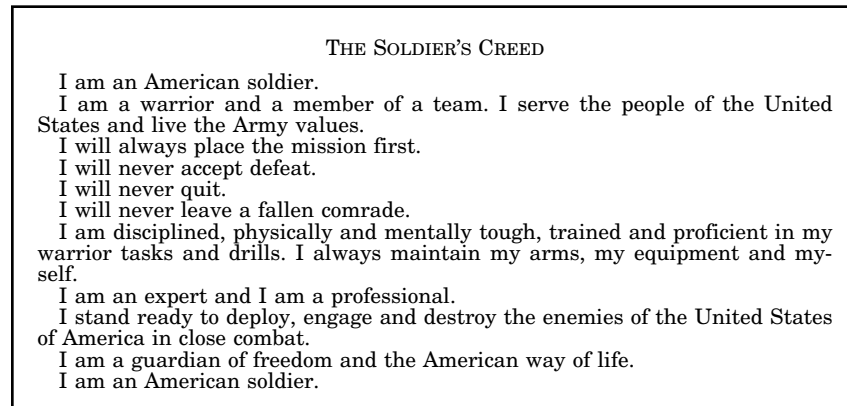 THE SOLDIER'S CREED
I am an American soldier.
I am a warrior and a member of a team. I serve the people of the United
States and live the Army values.
I will always place the mission first.
I will never accept defeat.
I will never quit.
I will never leave a fallen comrade.
I am disciplined, physically and mentally tough, trained and proficient in my
warrior tasks and drills. I always maintain my arms, my equipment and my-
self.
I am an expert and I am a professional.
I stand ready to deploy, engage and destroy the enemies of the United States
of America in close combat.
I am a guardian of freedom and the American way of life.
I am an American soldier.